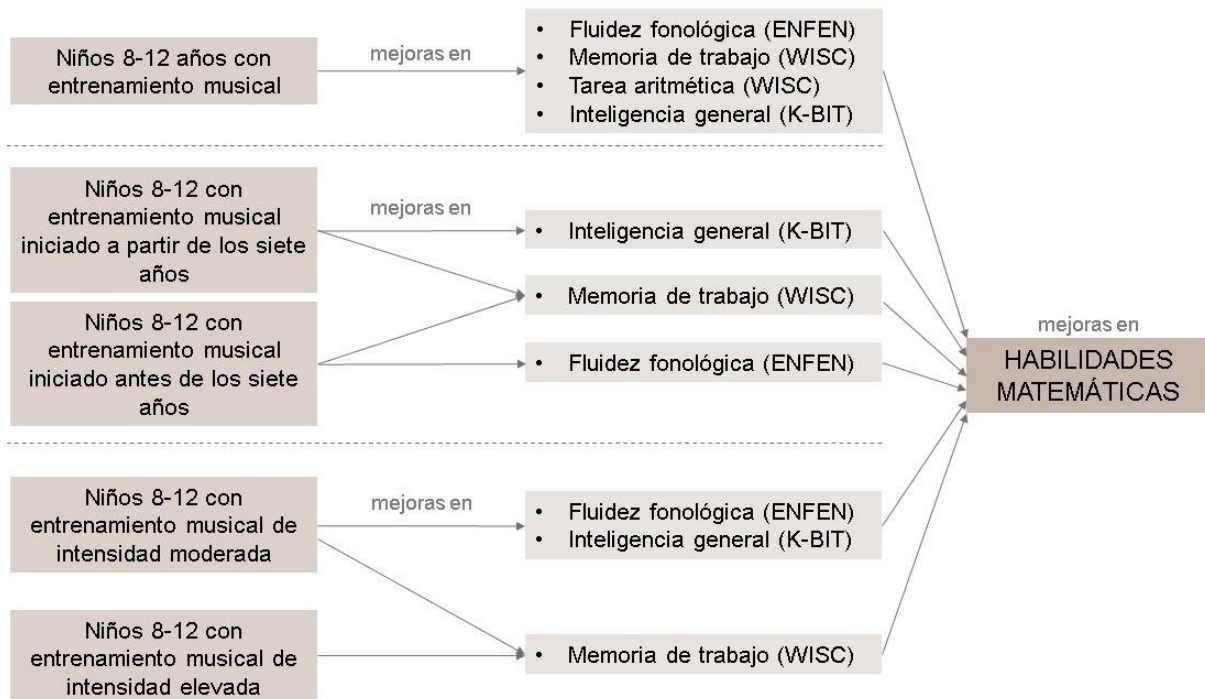 Niños 8-12 años con
entrenamiento musical
mejoras en
• Fluidez fonológica (ENFEN)
• Memoria de trabajo (WISC)
• Tarea aritmética (WISC)
• Inteligencia general (K-BIT)
Niños 8-12 con
entrenamiento musical
iniciado a partir de los siete
años
mejoras en
• Inteligencia general (K-BIT)
• Memoria de trabajo (WISC)
Niños 8-12 con
entrenamiento musical
iniciado antes de los siete
años
• Fluidez fonológica (ENFEN)
mejoras en
HABILIDADES
MATEMÁTICAS
Niños 8-12 con
entrenamiento musical de
intensidad moderada
mejoras en
• Fluidez fonológica (ENFEN)
• Inteligencia general (K-BIT)
Niños 8-12 con
entrenamiento musical de
intensidad elevada
• Memoria de trabajo (WISC)